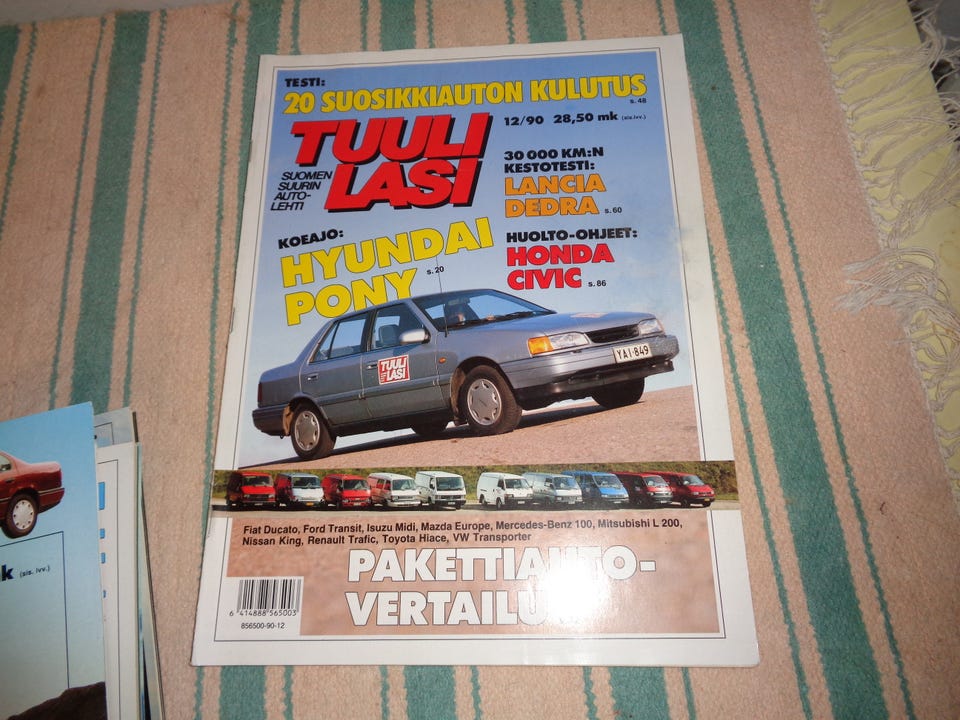 TESTI:
20 SUOSIKKIAUTON KULUTUS
s. 48
TUULI
LASI
SUOMEN
SUURIN
AUTO-
LEHTI
12/90 28,50 mk (sis.lvv.)
30 000 KM:N
KESTOTESTI:
LANCIA
DEDRA s. 60
KOEAJO:
HYUNDAI
PONY s. 20
HUOLTO-OHJEET:
HONDA
CIVIC s. 86
TUULI
LASI
YAI-849
Fiat Ducato, Ford Transit, Isuzu Midi, Mazda Europe, Mercedes-Benz 100, Mitsubishi L 200,
Nissan King, Renault Trafic, Toyota Hiace, VW Transporter
PAKETTIAUTO-
VERTAILU
6 414888 565003
856500-90-12
k (sis. lvv.)